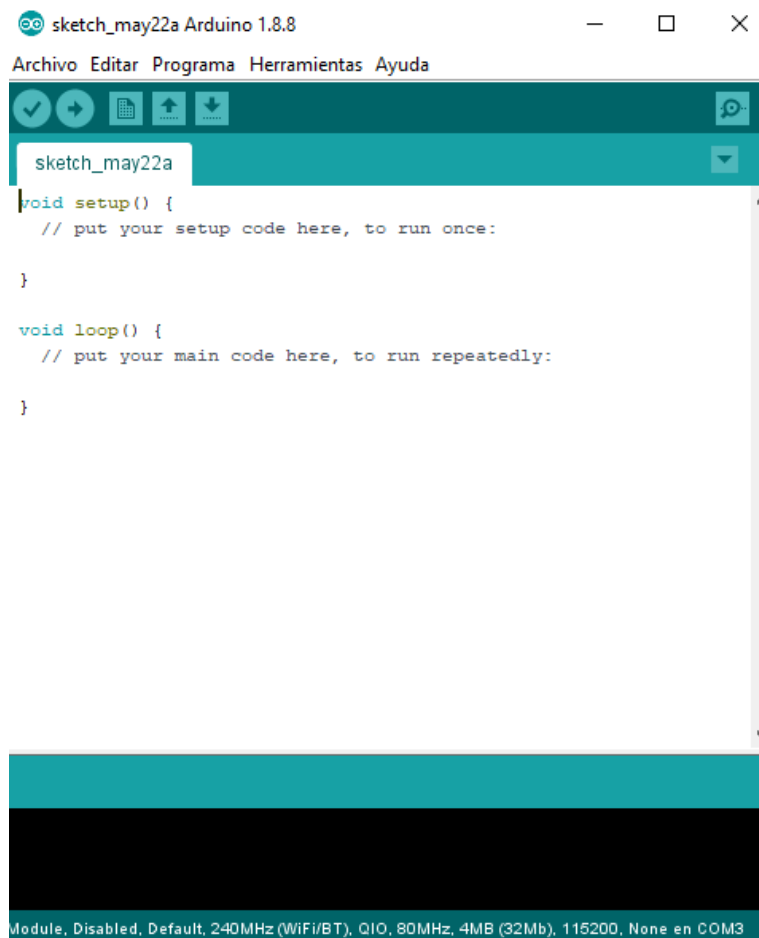 sketch_may22a Arduino 1.8.8
Archivo Editar Programa Herramientas Ayuda
sketch_may22a
void setup() {
  // put your setup code here, to run once:
}
void loop() {
  // put your main code here, to run repeatedly:
}
Module, Disabled, Default, 240MHz (WiFi/BT), QIO, 80MHz, 4MB (32Mb), 115200, None en COM3